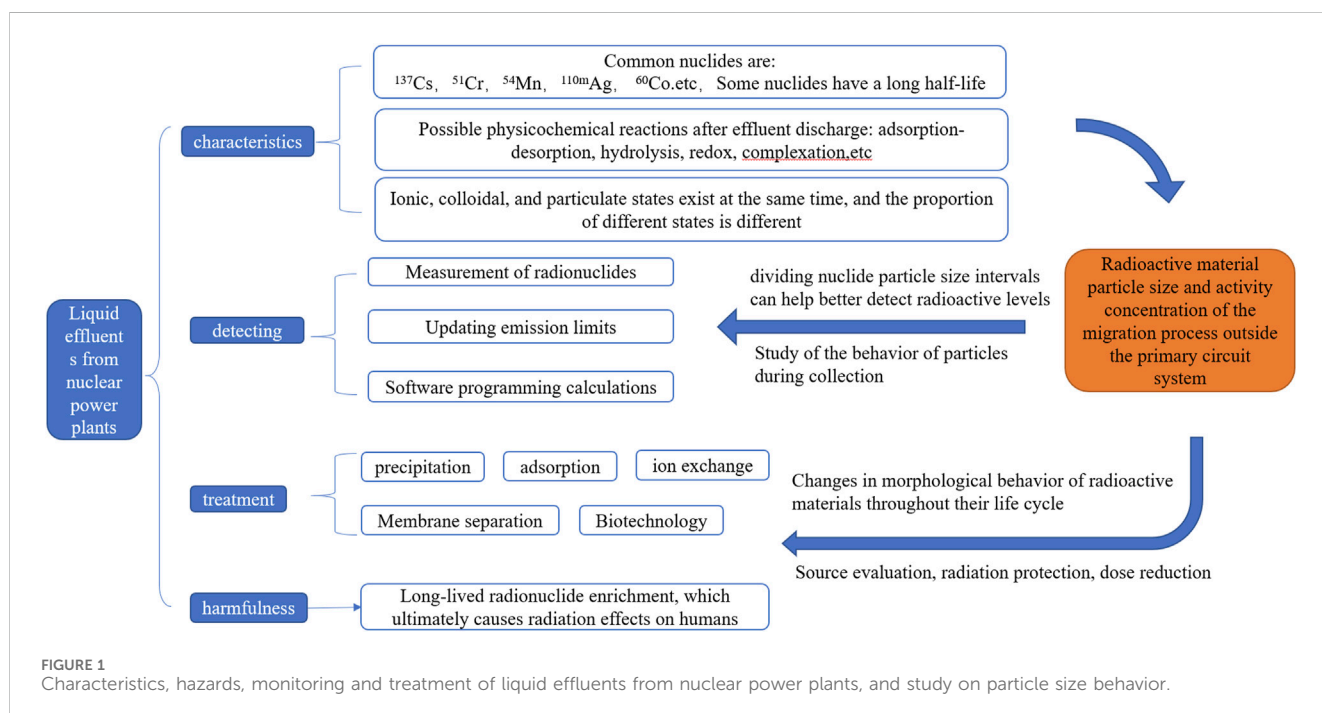 Common nuclides are:
¹³⁷Cs, ⁵¹Cr, ⁵⁴Mn, ¹¹⁰ᵐAg, ⁶⁰Co.etc, Some nuclides have a long half-life
characteristics
Possible physicochemical reactions after effluent discharge: adsorption-
desorption, hydrolysis, redox, complexation,etc
Ionic, colloidal, and particulate states exist at the same time, and the proportion
of different states is different
Liquid
effluent
s from
nuclear
power
plants
detecting
Measurement of radionuclides
Updating emission limits
Software programming calculations
dividing nuclide particle size intervals
can help better detect radioactive levels
Study of the behavior of particles
during collection
Radioactive material
particle size and activity
concentration of the
migration process outside
the primary circuit
system
treatment
precipitation
adsorption
ion exchange
Membrane separation
Biotechnology
Changes in morphological behavior of radioactive
materials throughout their life cycle
Source evaluation, radiation protection, dose reduction
harmfulness
Long-lived radionuclide enrichment, which
ultimately causes radiation effects on humans
FIGURE 1
Characteristics, hazards, monitoring and treatment of liquid effluents from nuclear power plants, and study on particle size behavior.